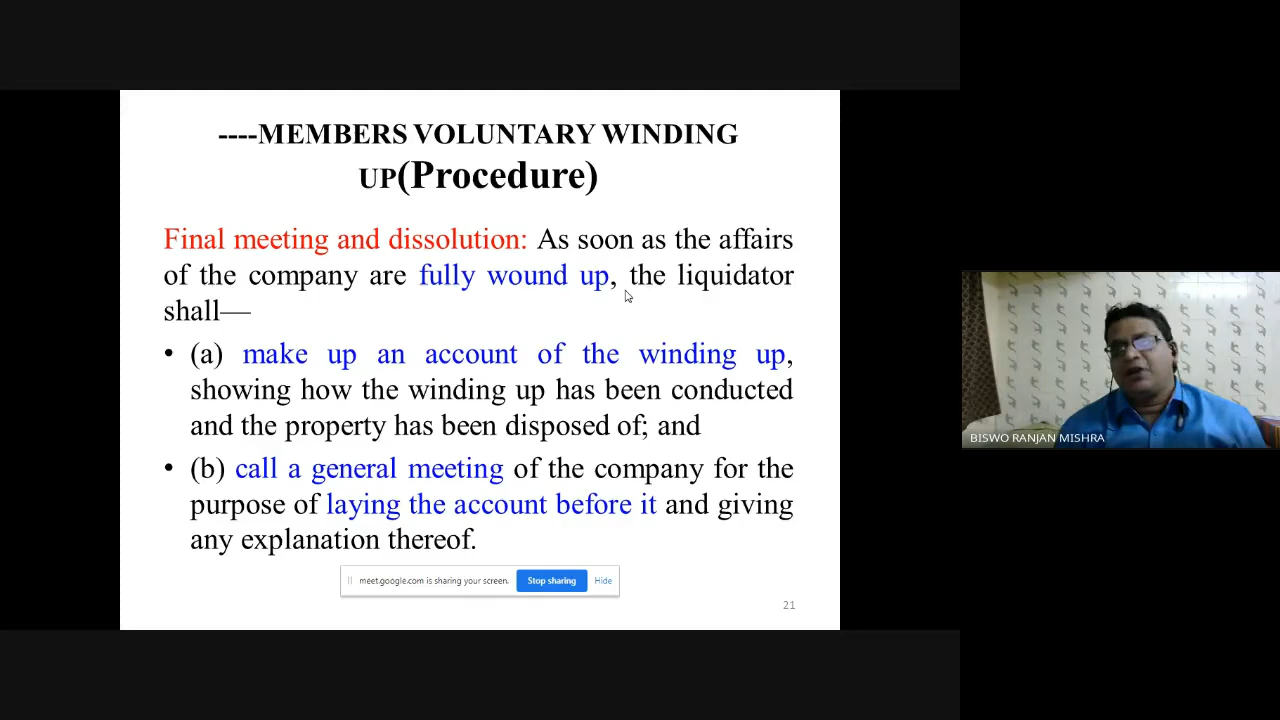 ----MEMBERS VOLUNTARY WINDING
UP(Procedure)
Final meeting and dissolution: As soon as the affairs
of the company are fully wound up, the liquidator
shall—
• (a) make up an account of the winding up,
showing how the winding up has been conducted
and the property has been disposed of; and
• (b) call a general meeting of the company for the
purpose of laying the account before it and giving
any explanation thereof.
meet.google.com is sharing your screen. Stop sharing Hide
21
BISWO RANJAN MISHRA